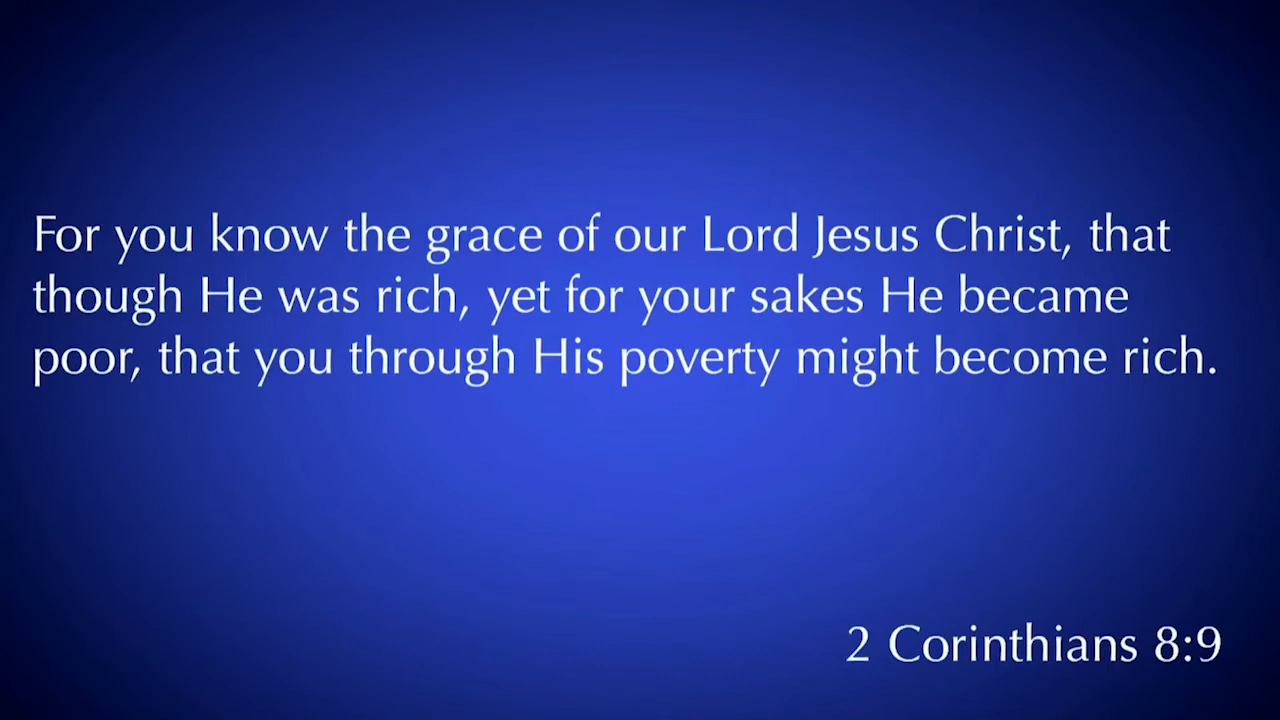 For you know the grace of our Lord Jesus Christ, that
though He was rich, yet for your sakes He became
poor, that you through His poverty might become rich.
2 Corinthians 8:9